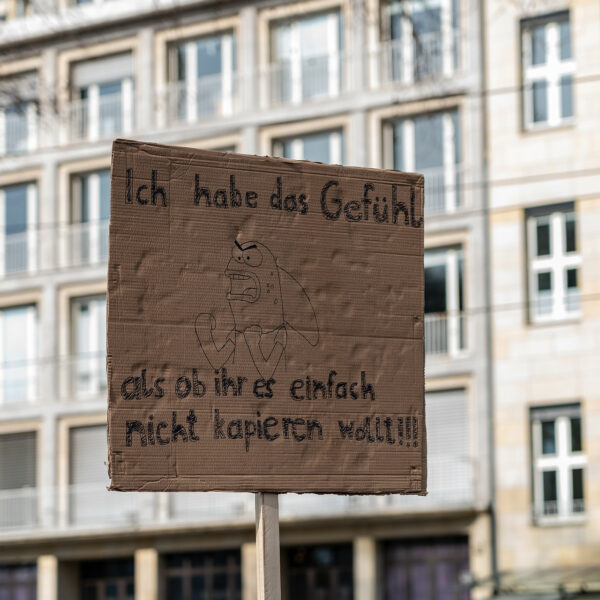 Ich habe das Gefühl
als ob ihr es einfach
nicht kapieren wollt!!!